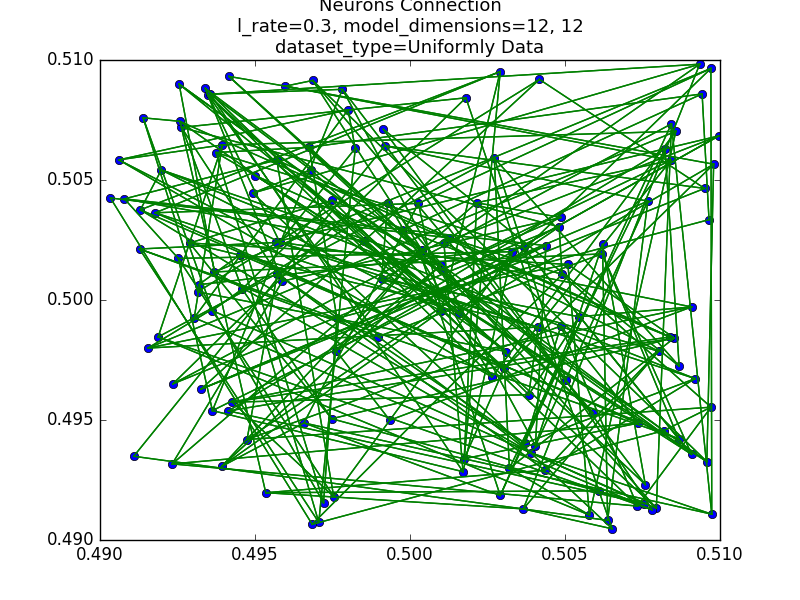 Neurons Connection
l_rate=0.3, model_dimensions=12, 12
dataset_type=Uniformly Data
0.510
0.505
0.500
0.495
0.490
0.490 0.495 0.500 0.505 0.510